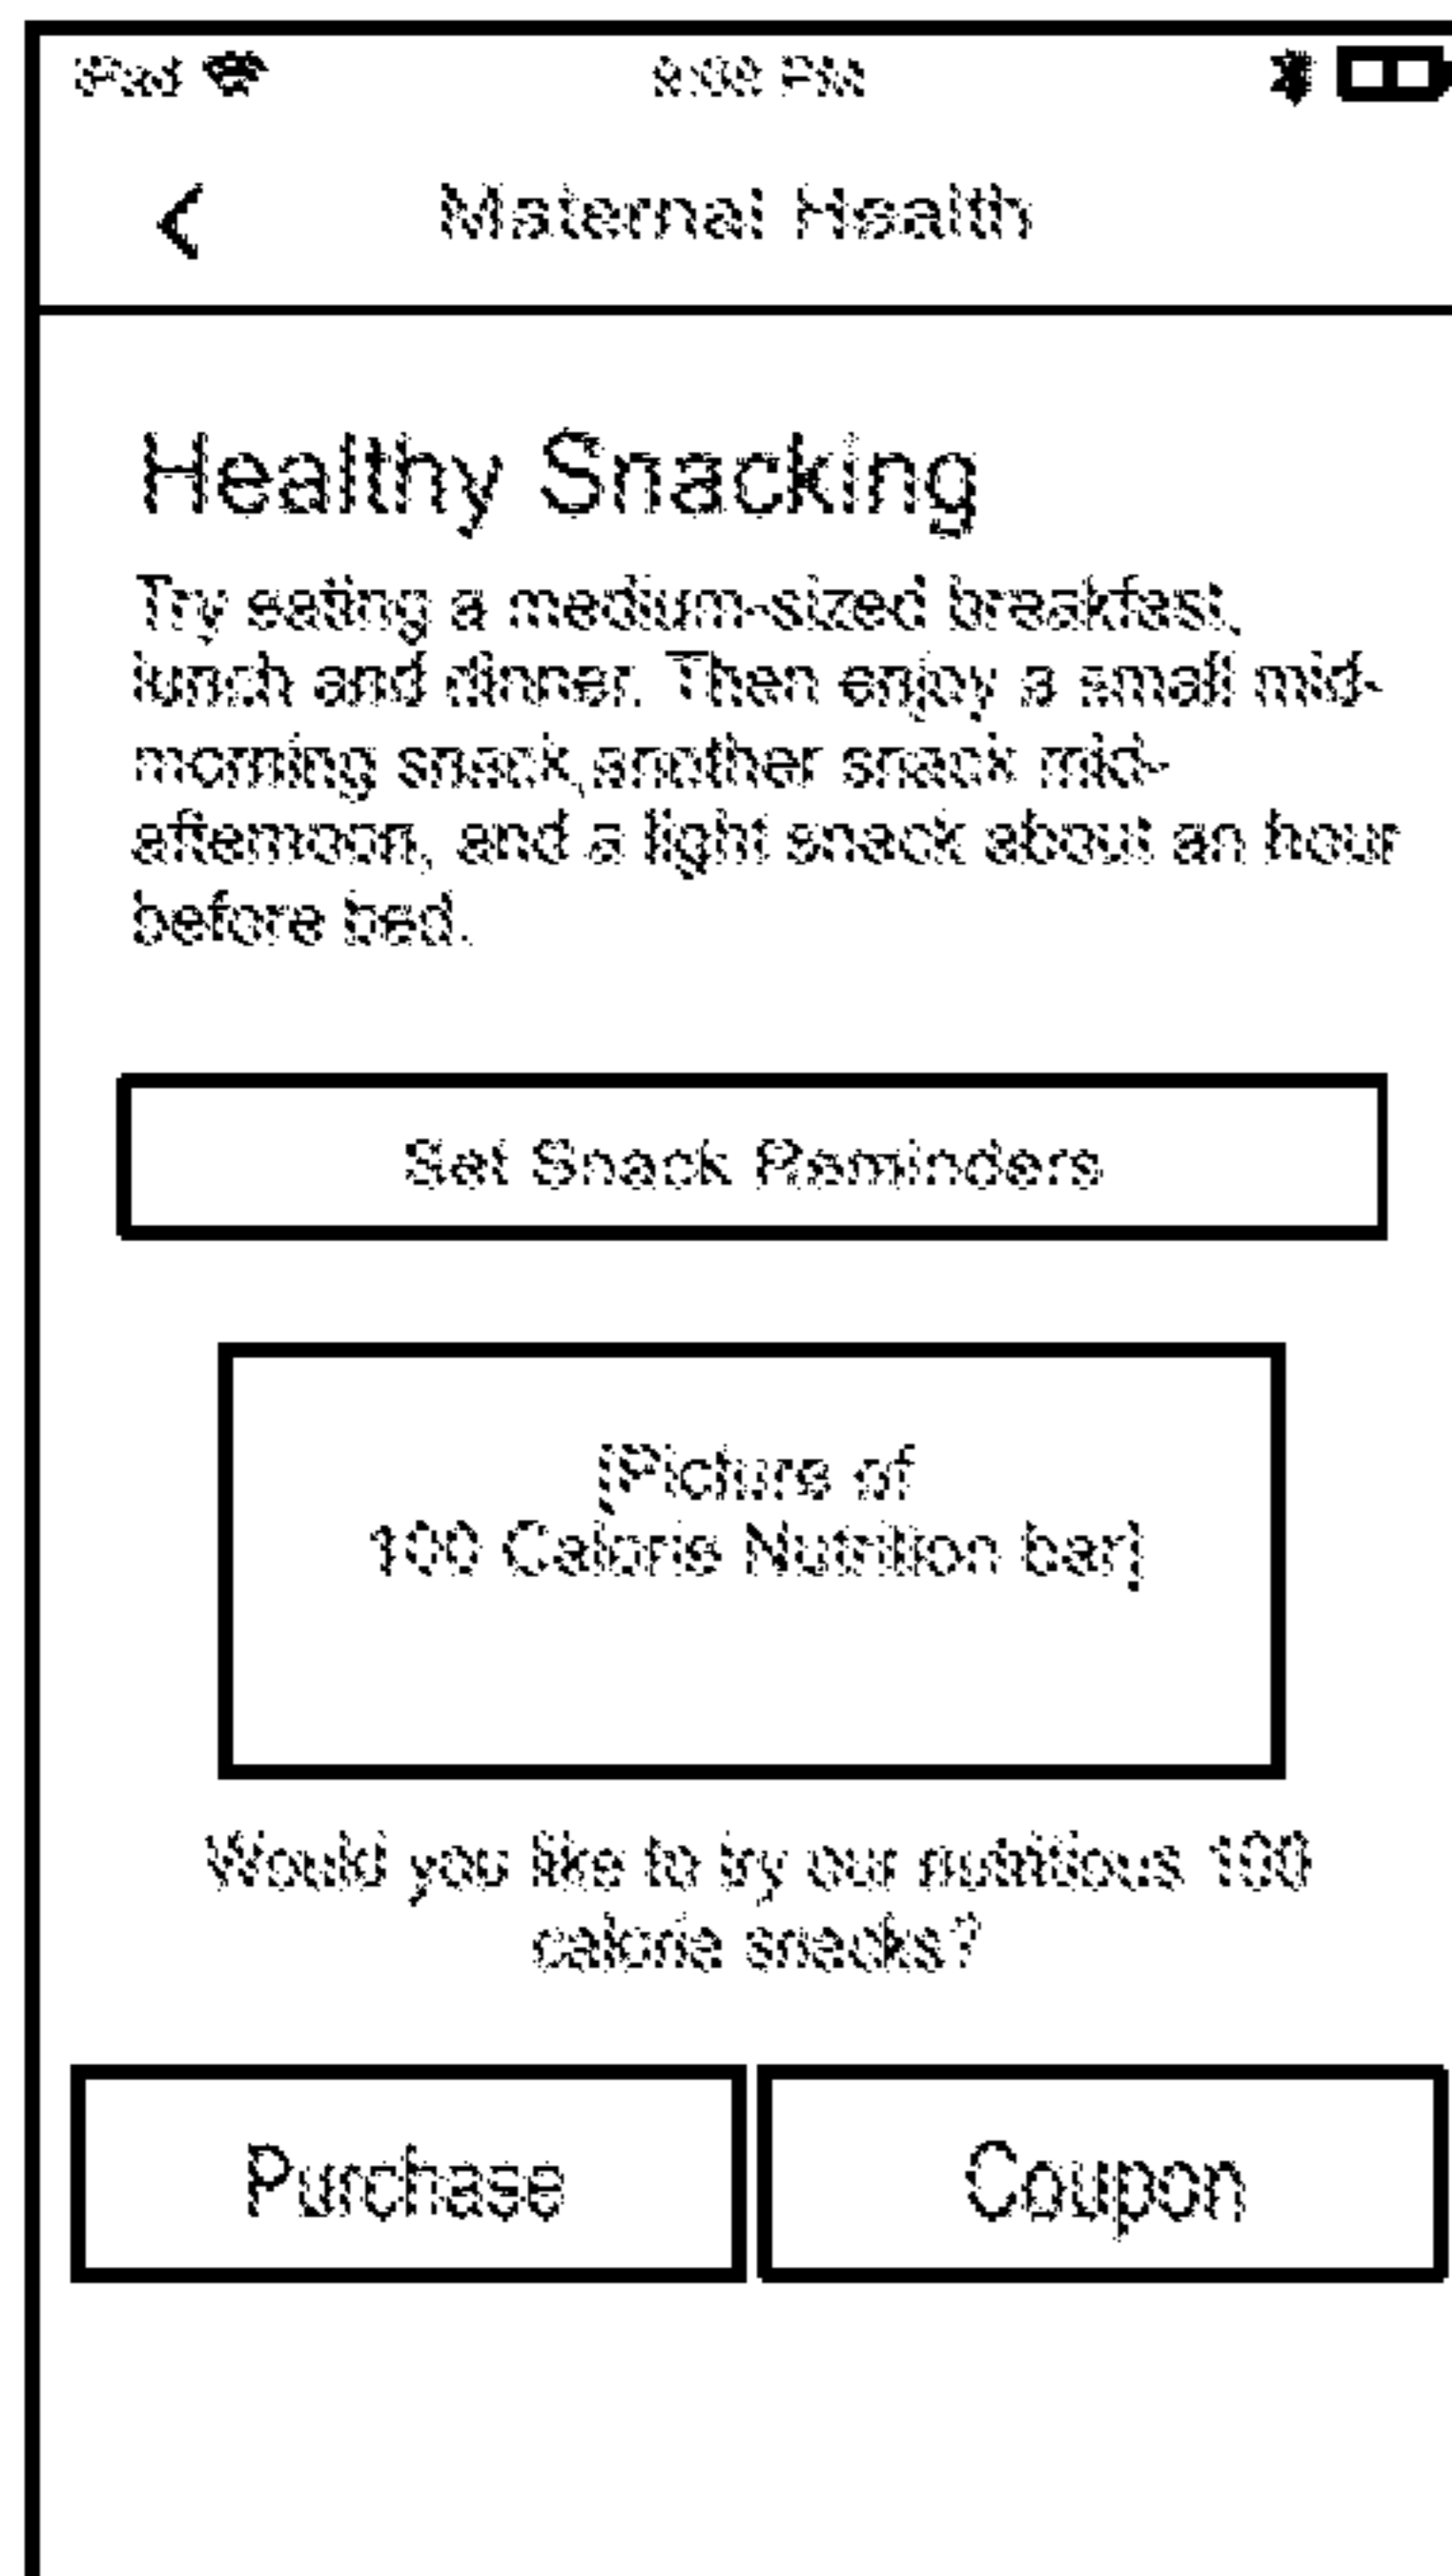 iPad PM
Maternal Health
Healthy Snacking
Try eating a medium-sized breakfast,
lunch and dinner. Then enjoy a small mid-
morning snack, another snack mid-
afternoon, and a light snack about an hour
before bed.
Set Snack Reminders
[Picture of
100 Calorie Nutrition bar]
Would you like to try our nutritious 100
calorie snacks?
Purchase Coupon